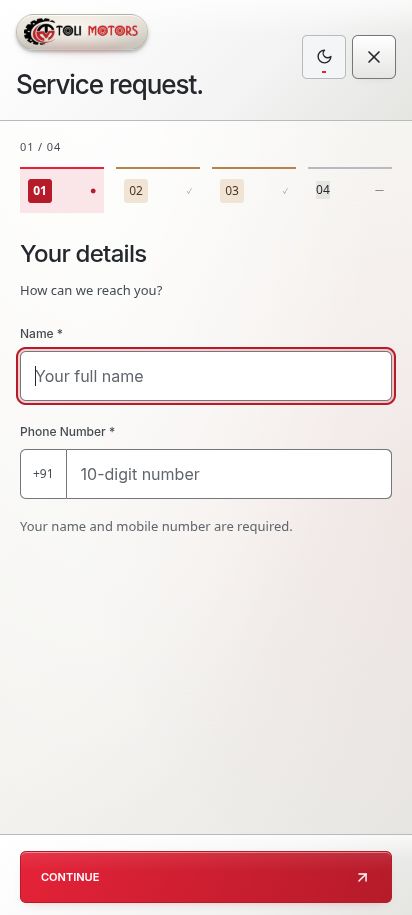 TOLI MOTORS
Service request.
01 / 04
01
02 ✓
03 ✓
04 —
Your details
How can we reach you?
Name *
Your full name
Phone Number *
+91 10-digit number
Your name and mobile number are required.
CONTINUE